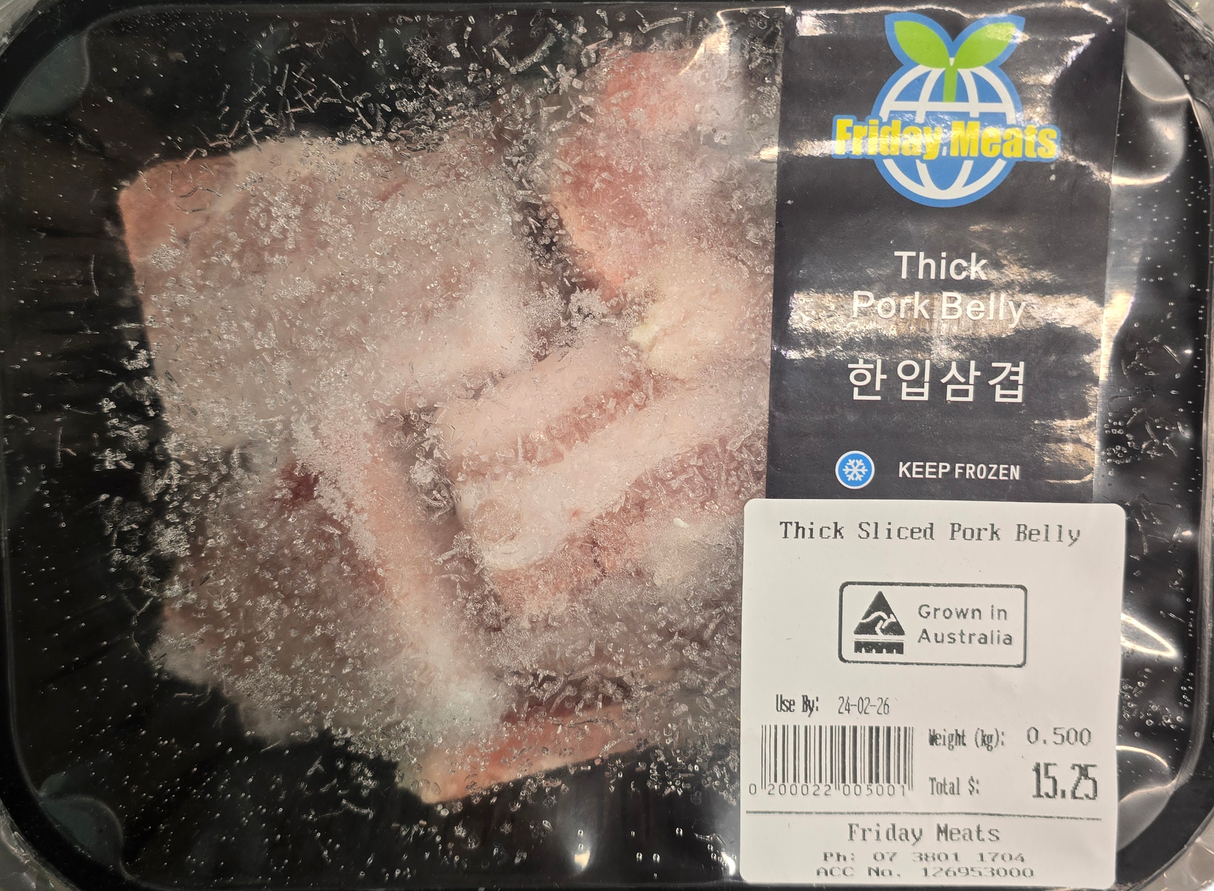 Friday Meats
Thick
Pork Belly
한입삼겹
KEEP FROZEN
Thick Sliced Pork Belly
Grown in
Australia
Use By: 24-02-26
Weight (kg): 0.500
0 200022 005001
Total $: 15.25
Friday Meats
Ph: 07 3801 1704
ACC No. 126953000